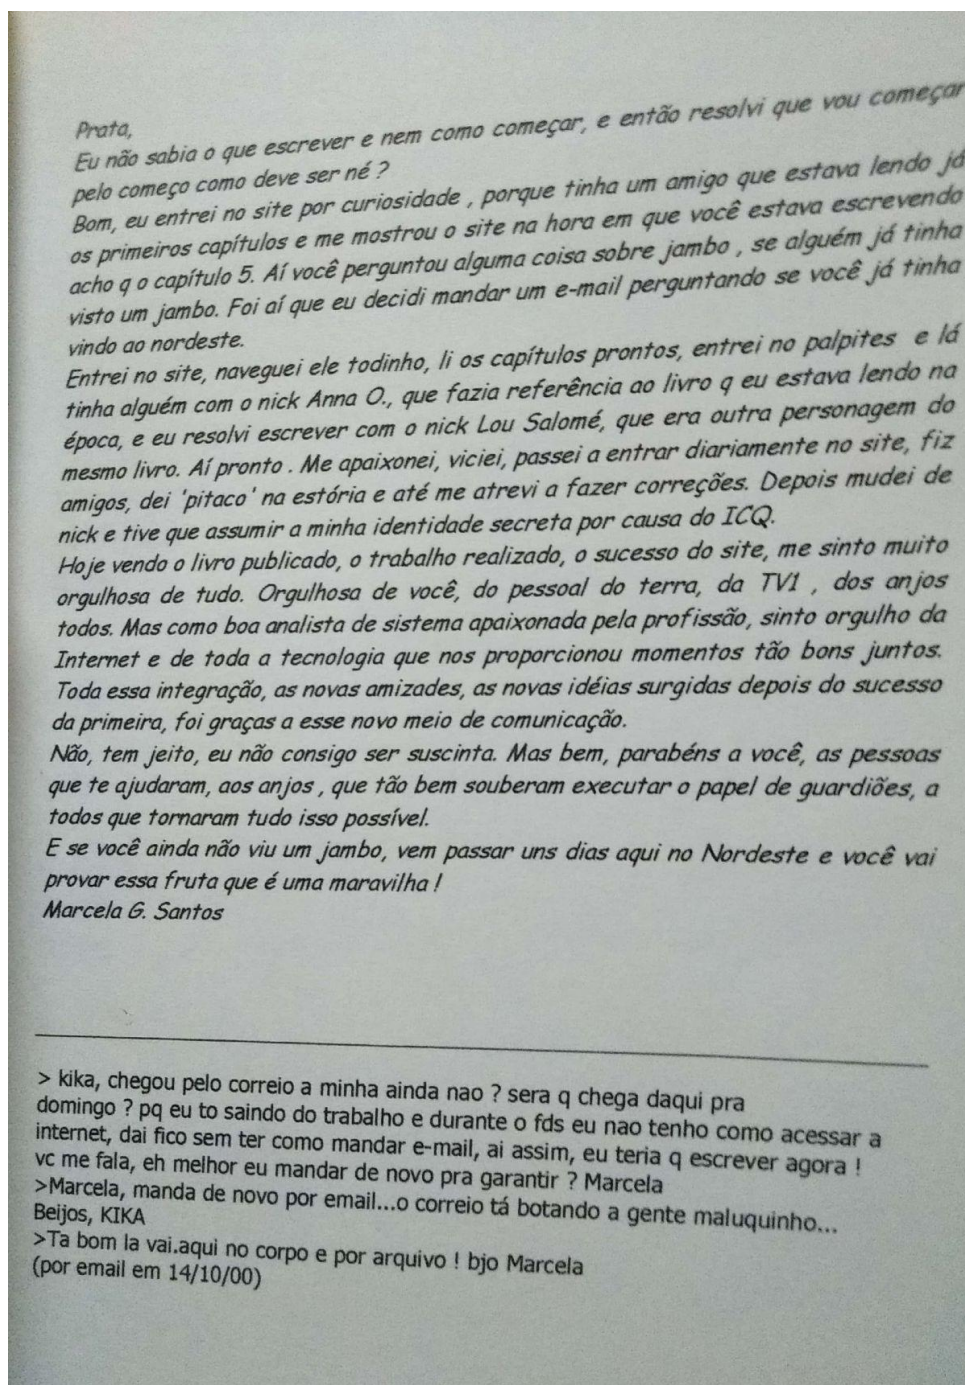 Prata,
Eu não sabia o que escrever e nem como começar, e então resolvi que vou começar
pelo começo como deve ser né ?
Bom, eu entrei no site por curiosidade , porque tinha um amigo que estava lendo já
os primeiros capítulos e me mostrou o site na hora em que você estava escrevendo
acho q o capítulo 5. Aí você perguntou alguma coisa sobre jambo , se alguém já tinha
visto um jambo. Foi aí que eu decidi mandar um e-mail perguntando se você já tinha
vindo ao nordeste.
Entrei no site, naveguei ele todinho, li os capítulos prontos, entrei no palpites e lá
tinha alguém com o nick Anna O., que fazia referência ao livro q eu estava lendo na
época, e eu resolvi escrever com o nick Lou Salomé, que era outra personagem do
mesmo livro. Aí pronto . Me apaixonei, viciei, passei a entrar diariamente no site, fiz
amigos, dei 'pitaco' na estória e até me atrevi a fazer correções. Depois mudei de
nick e tive que assumir a minha identidade secreta por causa do ICQ.
Hoje vendo o livro publicado, o trabalho realizado, o sucesso do site, me sinto muito
orgulhosa de tudo. Orgulhosa de você, do pessoal do terra, da TV1 , dos anjos
todos. Mas como boa analista de sistema apaixonada pela profissão, sinto orgulho da
Internet e de toda a tecnologia que nos proporcionou momentos tão bons juntos.
Toda essa integração, as novas amizades, as novas idéias surgidas depois do sucesso
da primeira, foi graças a esse novo meio de comunicação.
Não, tem jeito, eu não consigo ser suscinta. Mas bem, parabéns a você, as pessoas
que te ajudaram, aos anjos , que tão bem souberam executar o papel de guardiões, a
todos que tornaram tudo isso possível.
E se você ainda não viu um jambo, vem passar uns dias aqui no Nordeste e você vai
provar essa fruta que é uma maravilha !
Marcela G. Santos
> kika, chegou pelo correio a minha ainda nao ? sera q chega daqui pra
domingo ? pq eu to saindo do trabalho e durante o fds eu nao tenho como acessar a
internet, dai fico sem ter como mandar e-mail, ai assim, eu teria q escrever agora !
vc me fala, eh melhor eu mandar de novo pra garantir ? Marcela
>Marcela, manda de novo por email...o correio tá botando a gente maluquinho...
Beijos, KIKA
>Ta bom la vai.aqui no corpo e por arquivo ! bjo Marcela
(por email em 14/10/00)